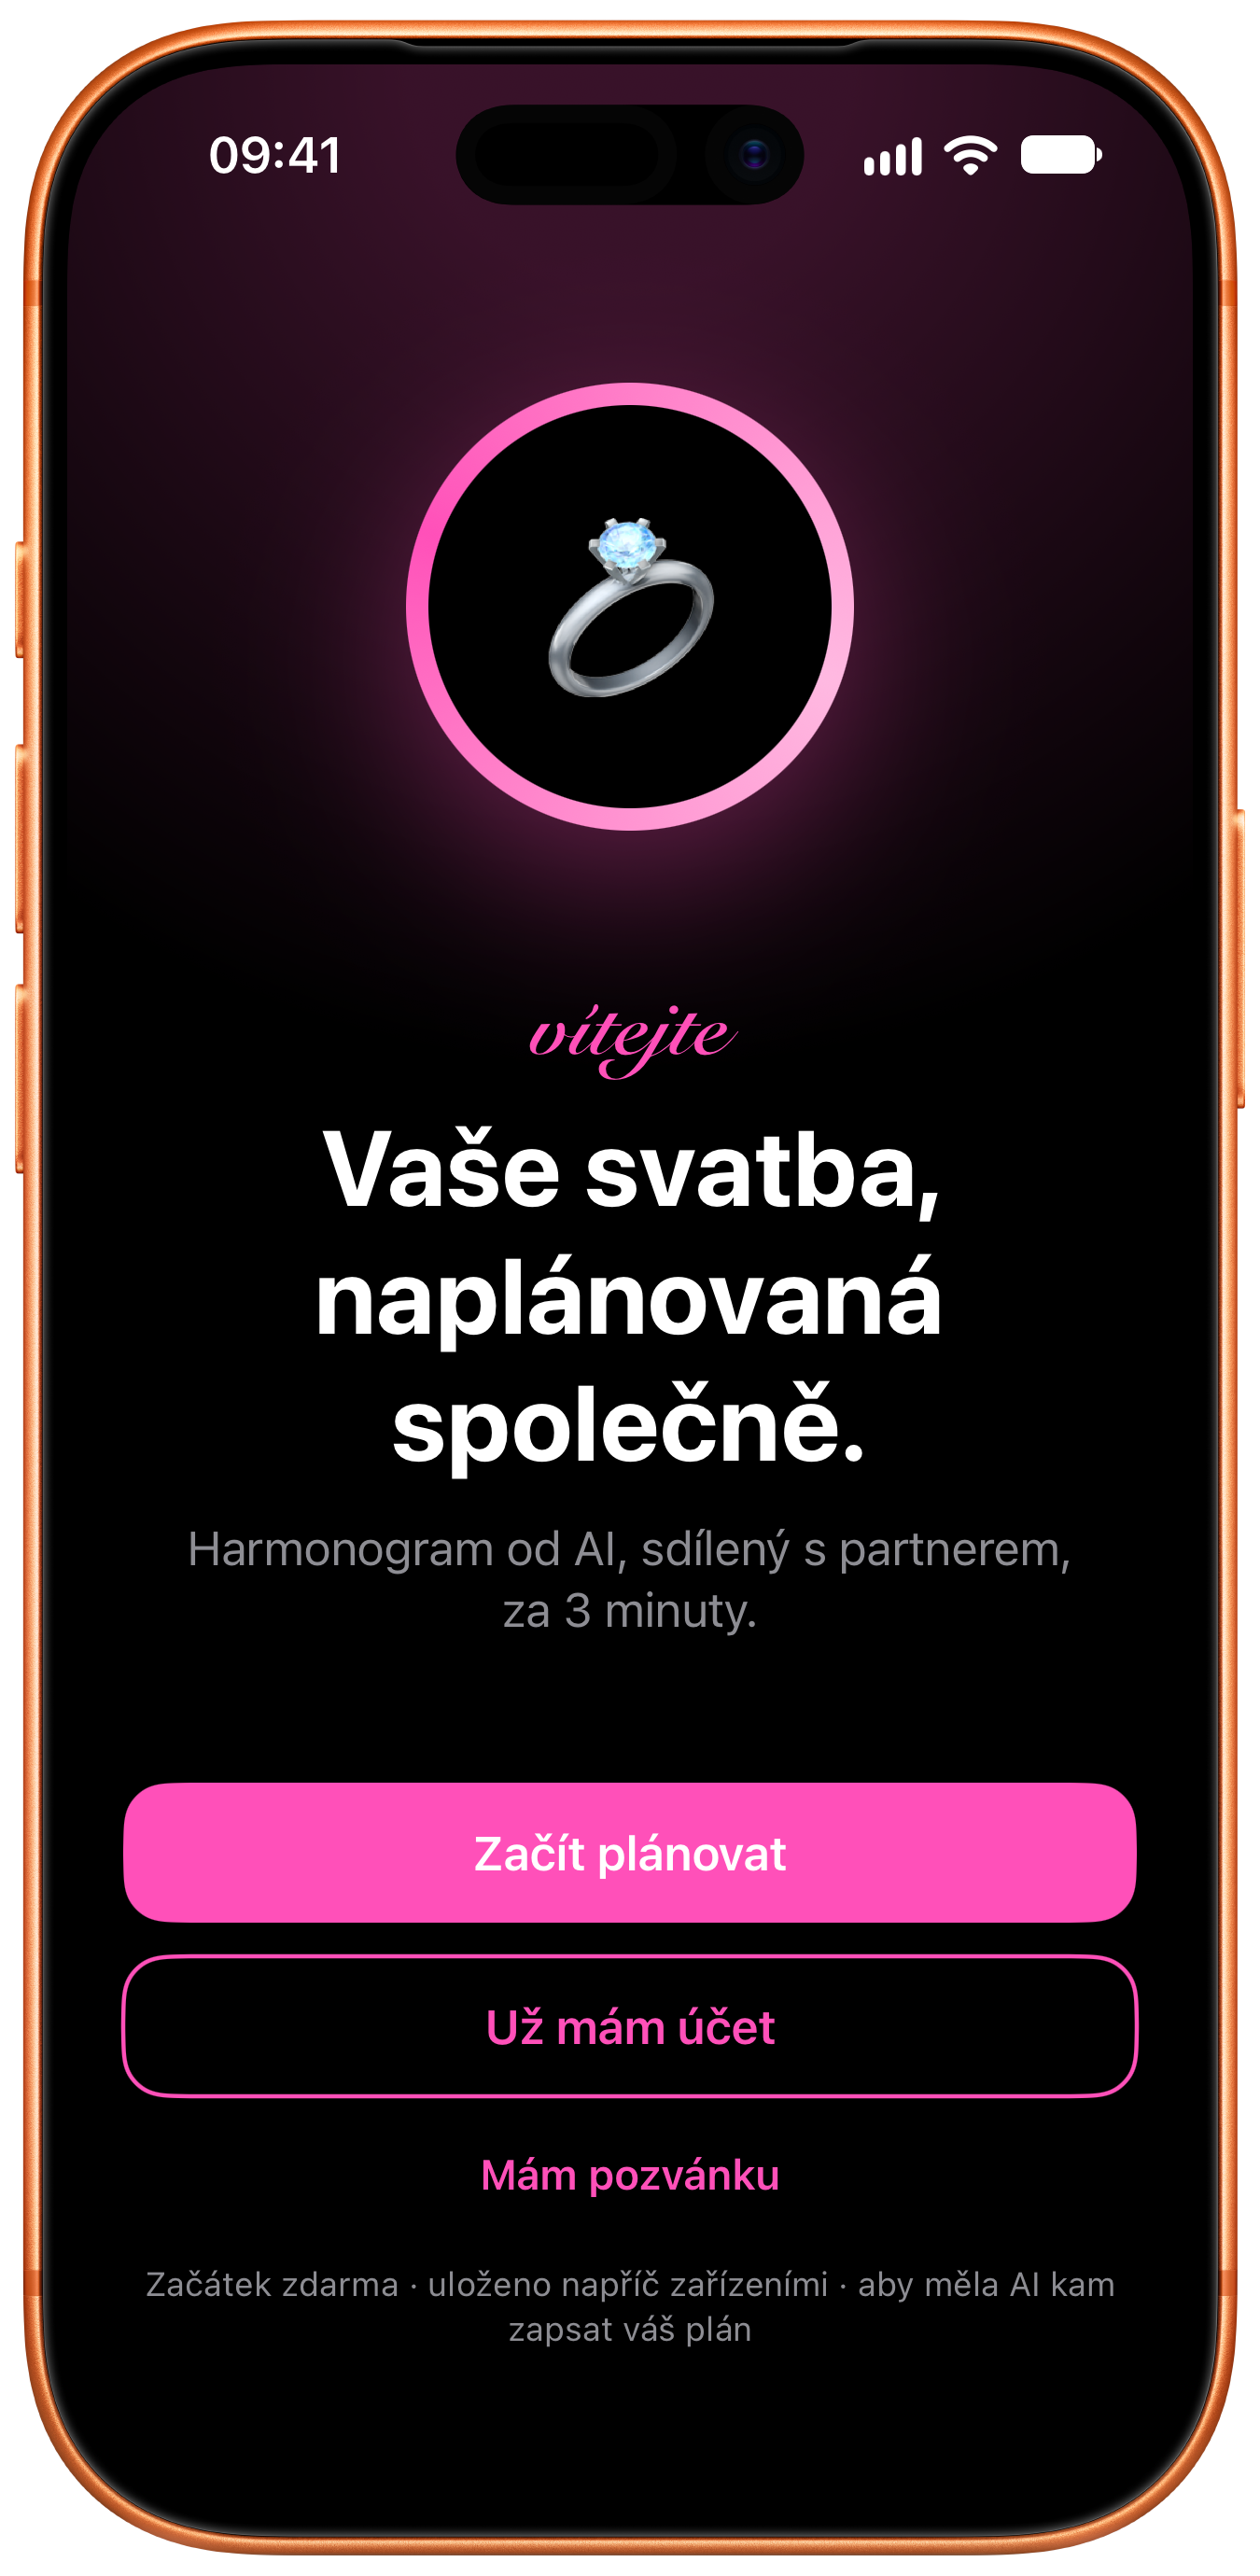 09:41
vítejte
Vaše svatba,
naplánovaná
společně.
Harmonogram od AI, sdílený s partnerem,
za 3 minuty.
Začít plánovat
Už mám účet
Mám pozvánku
Začátek zdarma · uloženo napříč zařízeními · aby měla AI kam
zapsat váš plán